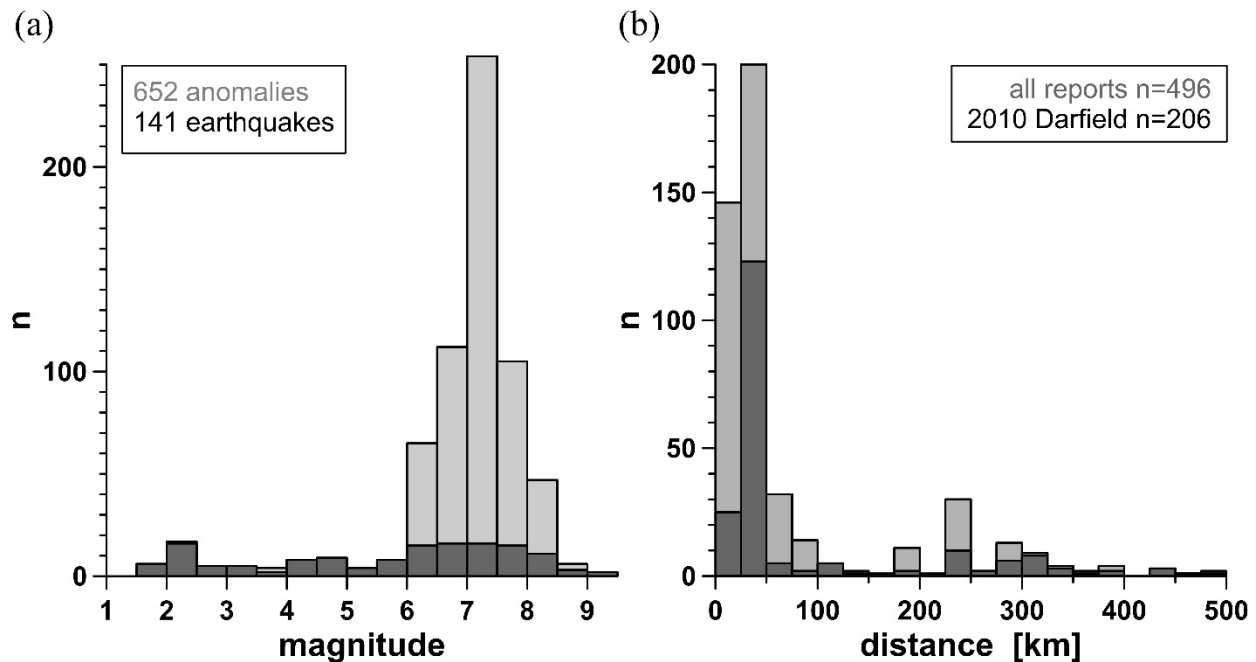 (a)
652 anomalies
141 earthquakes
n
200
100
0
1 2 3 4 5 6 7 8 9
magnitude
(b)
all reports n=496
2010 Darfield n=206
n
200
150
100
50
0
0 100 200 300 400 500
distance [km]